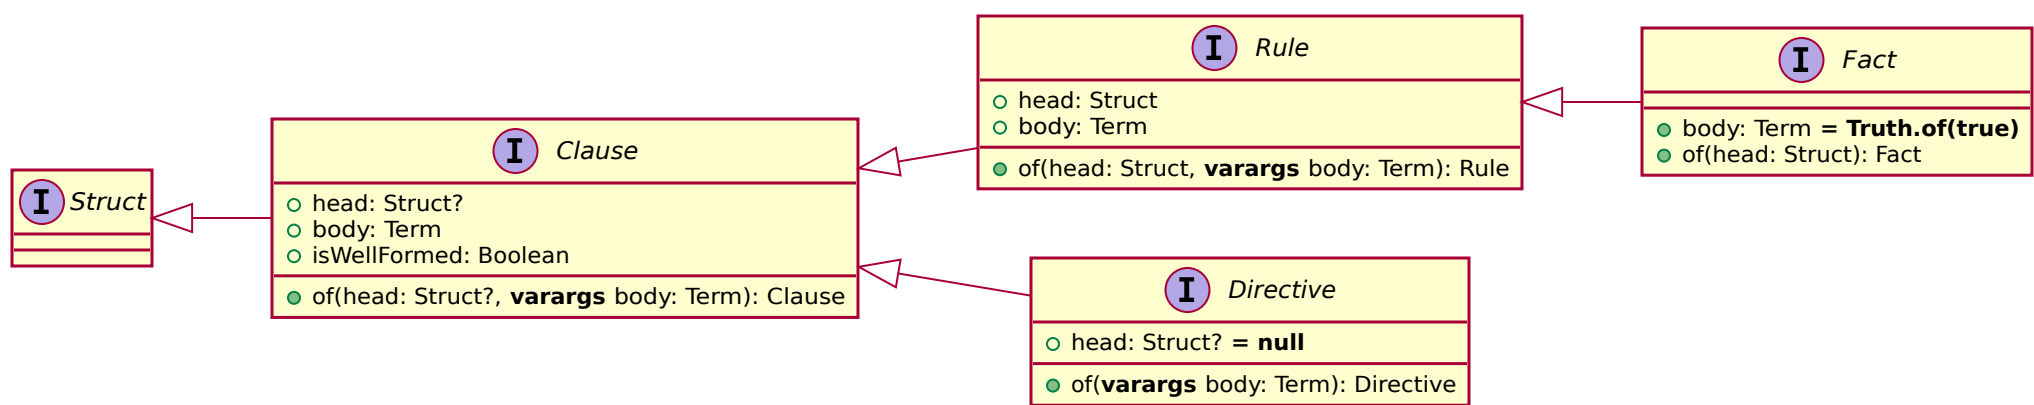 I Struct
I Clause
head: Struct?
body: Term
isWellFormed: Boolean
of(head: Struct?, varargs body: Term): Clause
I Rule
head: Struct
body: Term
of(head: Struct, varargs body: Term): Rule
I Directive
head: Struct? = null
of(varargs body: Term): Directive
I Fact
body: Term = Truth.of(true)
of(head: Struct): Fact